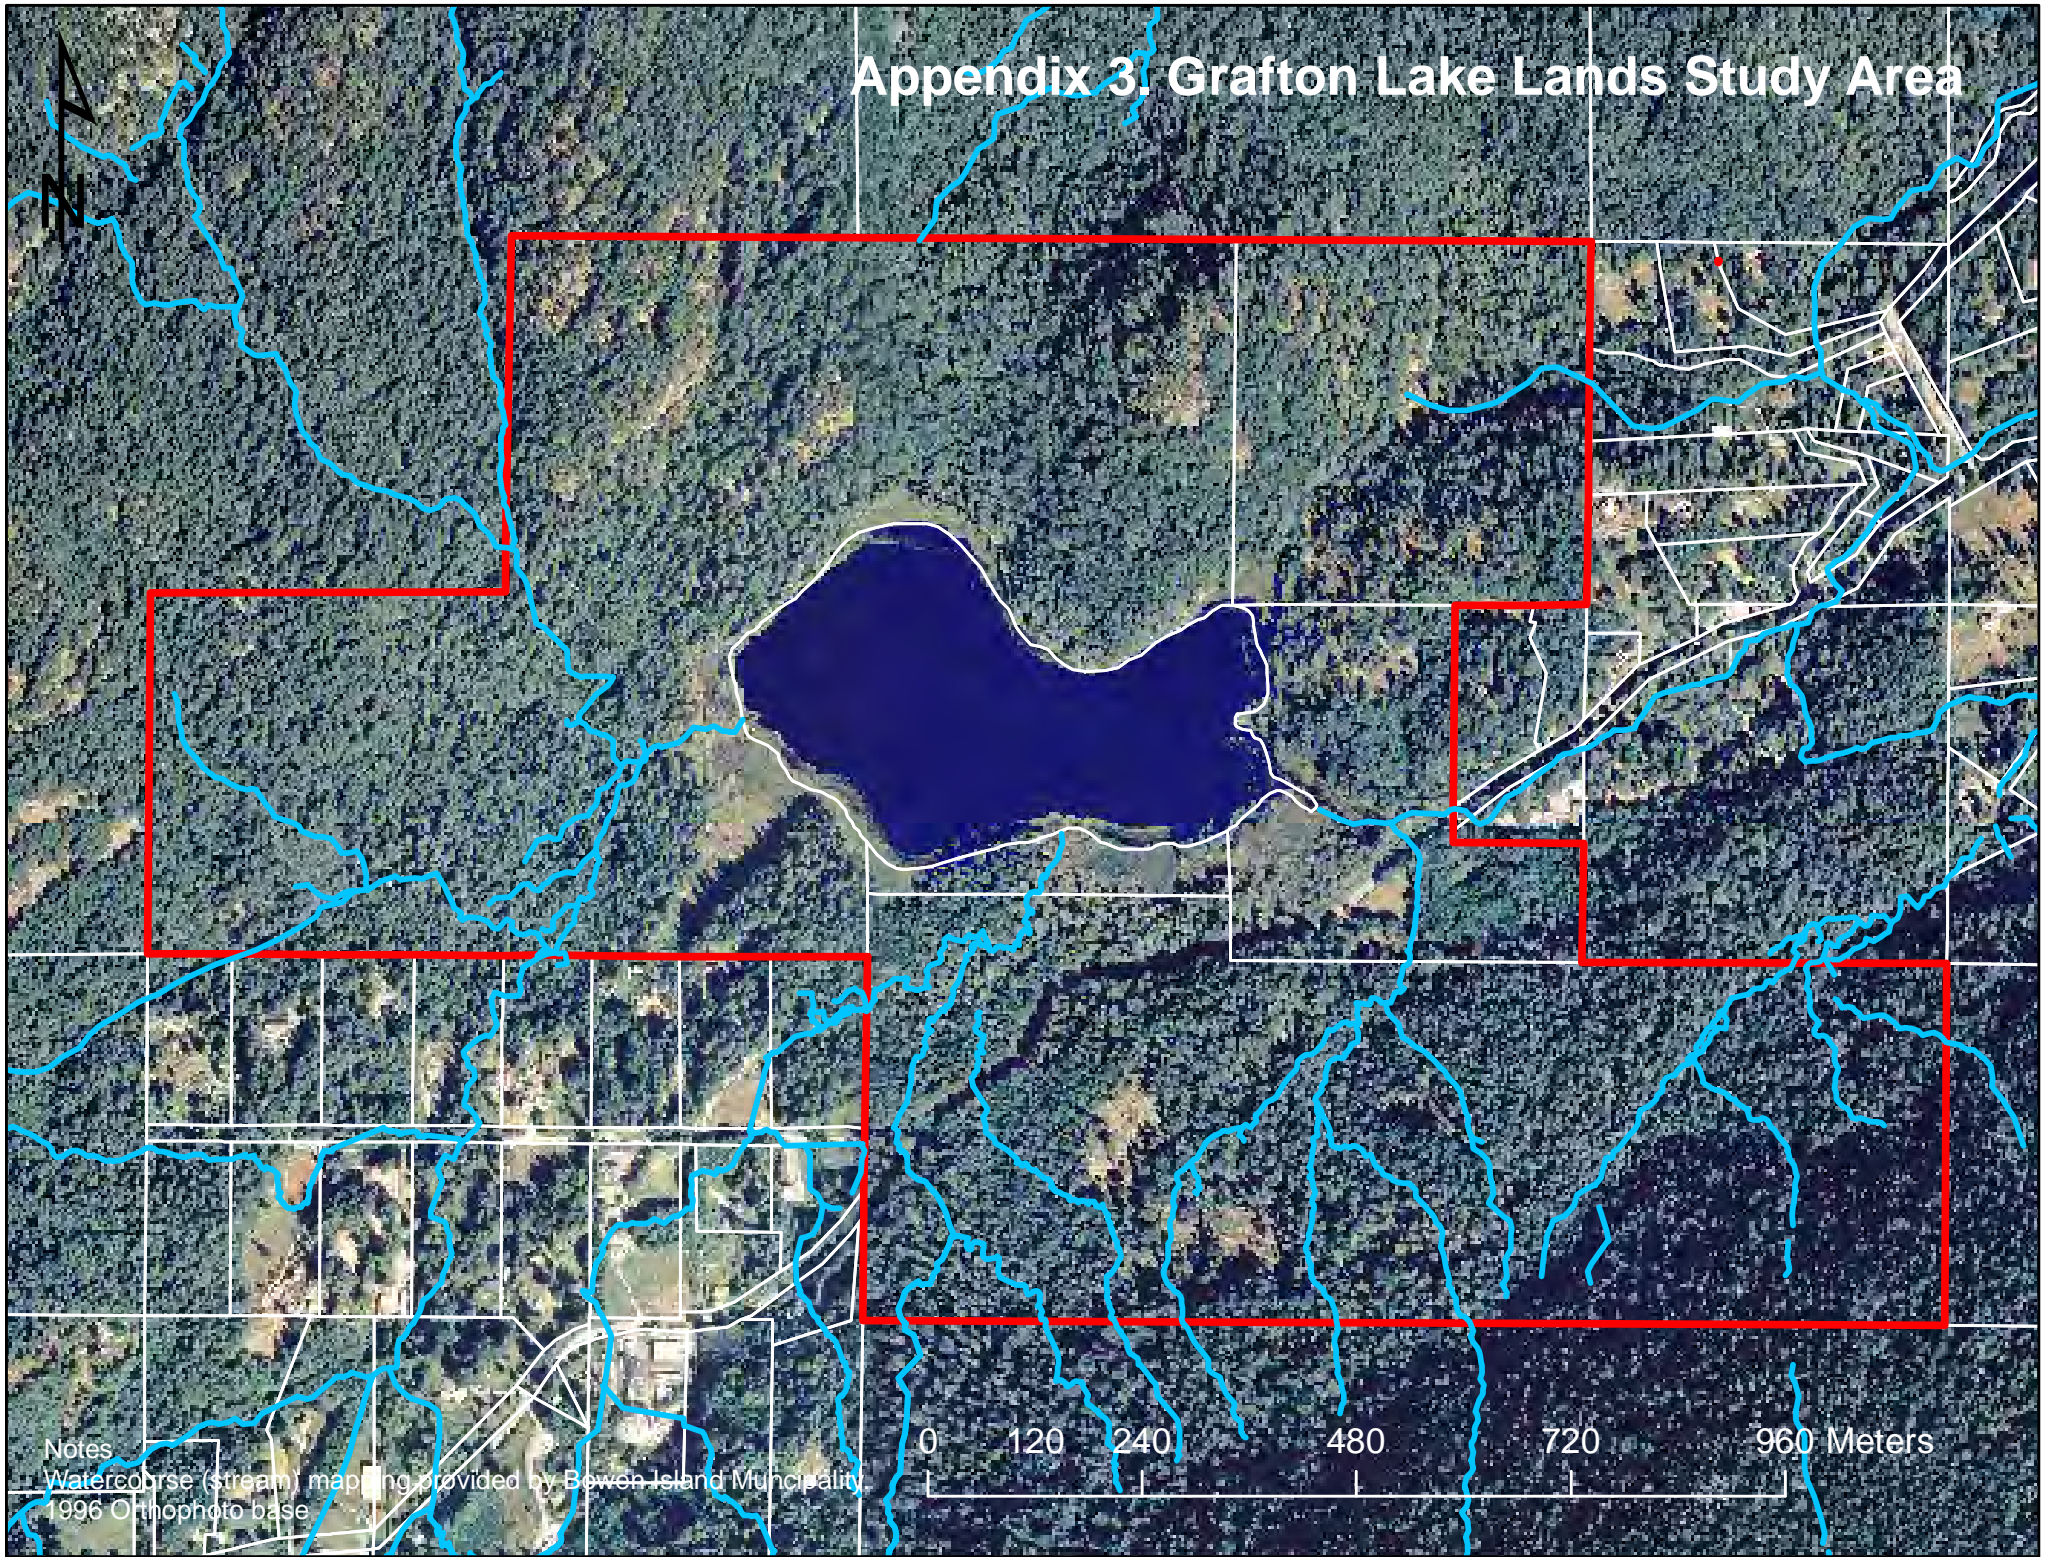 Appendix 3. Grafton Lake Lands Study Area
N
0 120 240 480 720 960 Meters
Notes
Watercourse (stream) mapping provided by Bowen Island Muncipality
1996 Orthophoto base